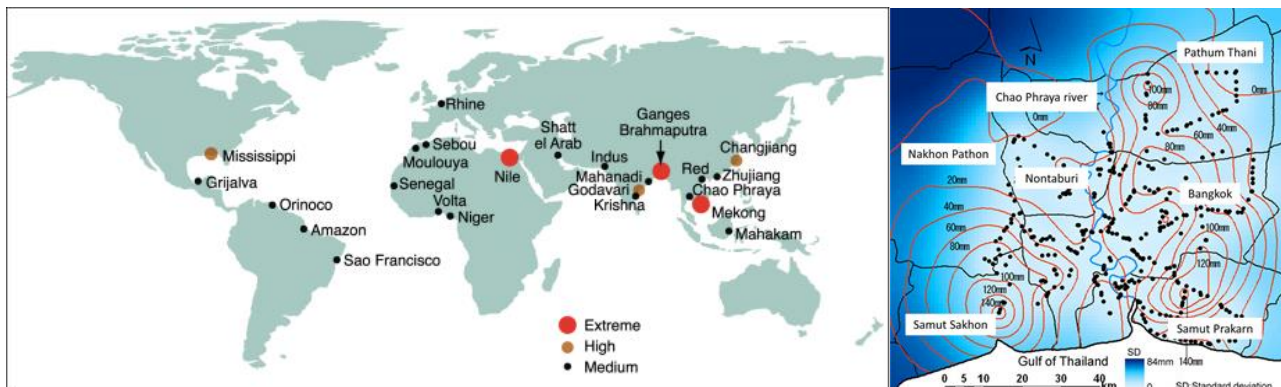 Rhine
Ganges
Brahmaputra
Shatt
el Arab
Sebou
Moulouya
Indus
Changjiang
Mississippi
Nile
Mahanadi
Red
Zhujiang
Grijalva
Senegal
Godavari
Chao Phraya
Krishna
Volta
Orinoco
Niger
Mekong
Amazon
Mahakam
Sao Francisco
Extreme
High
Medium
Pathum Thani
N
100mm
80mm
0mm
Chao Phraya river
0mm
40mm
60mm
80mm
Nakhon Pathon
20mm
Nontaburi
Bangkok
40mm
60mm
100mm
80mm
120mm
100mm
120mm
140mm
Samut Sakhon
Samut Prakarn
Gulf of Thailand
SD
84mm
140mm
0 5 10 20 30 40
km
0
SD:Standard deviation